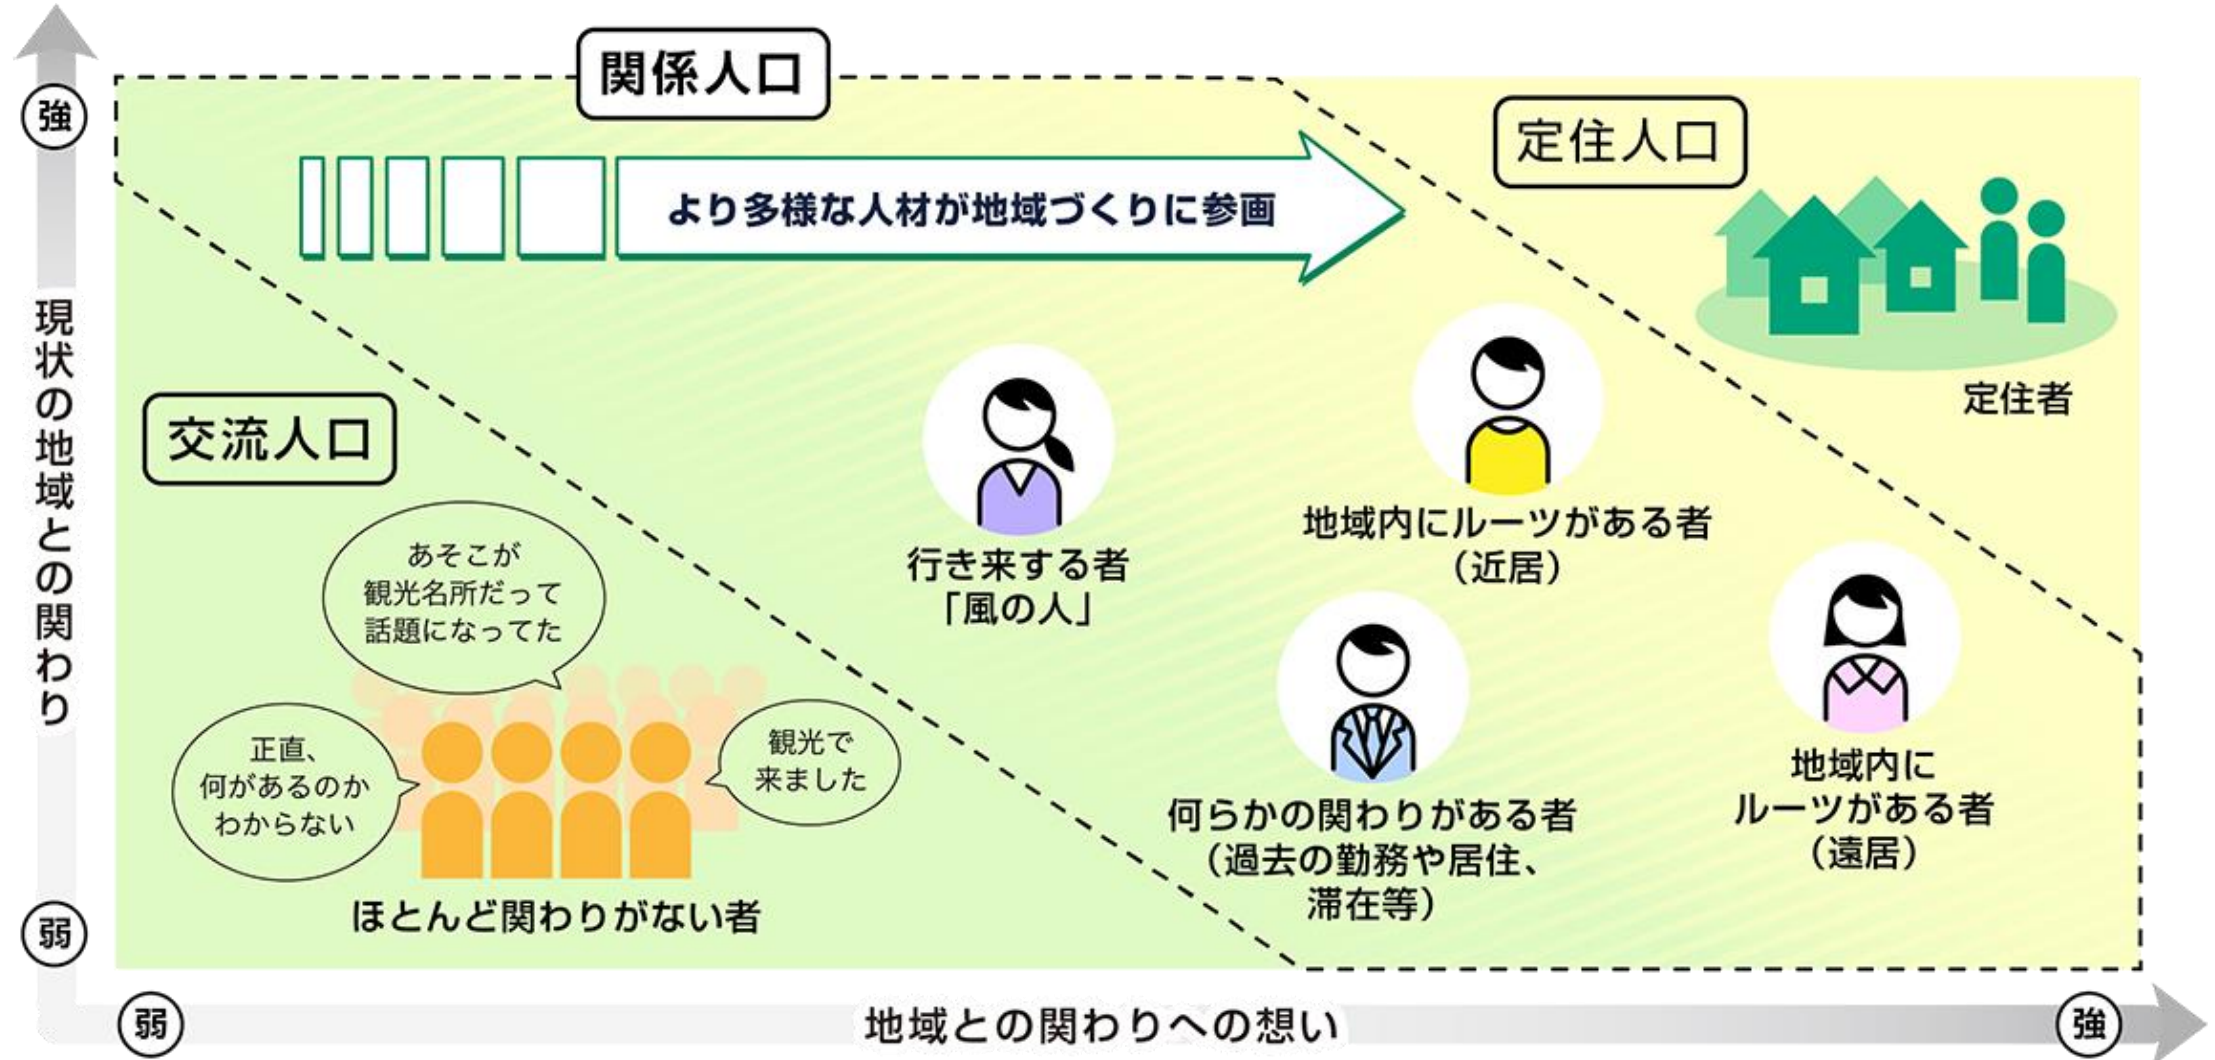 関係人口
強
定住人口
より多様な人材が地域づくりに参画
定住者
現状の地域との関わり
交流人口
行き来する者
「風の人」
地域内にルーツがある者
（近居）
あそこが
観光名所だって
話題になってた
正直、
何があるのか
わからない
観光で
来ました
ほとんど関わりがない者
何らかの関わりがある者
（過去の勤務や居住、
滞在等）
地域内に
ルーツがある者
（遠居）
弱
弱
地域との関わりへの想い
強